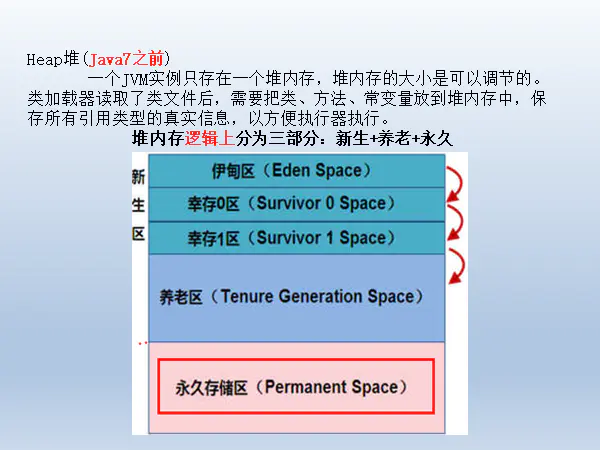 Heap堆(Java7之前)
一个JVM实例只存在一个堆内存，堆内存的大小是可以调节的。
类加载器读取了类文件后，需要把类、方法、常变量放到堆内存中，保
存所有引用类型的真实信息，以方便执行器执行。
堆内存逻辑上分为三部分：新生+养老+永久
新生区
伊甸区（Eden Space）
幸存0区（Survivor 0 Space）
幸存1区（Survivor 1 Space）
养老区（Tenure Generation Space）
永久存储区（Permanent Space）